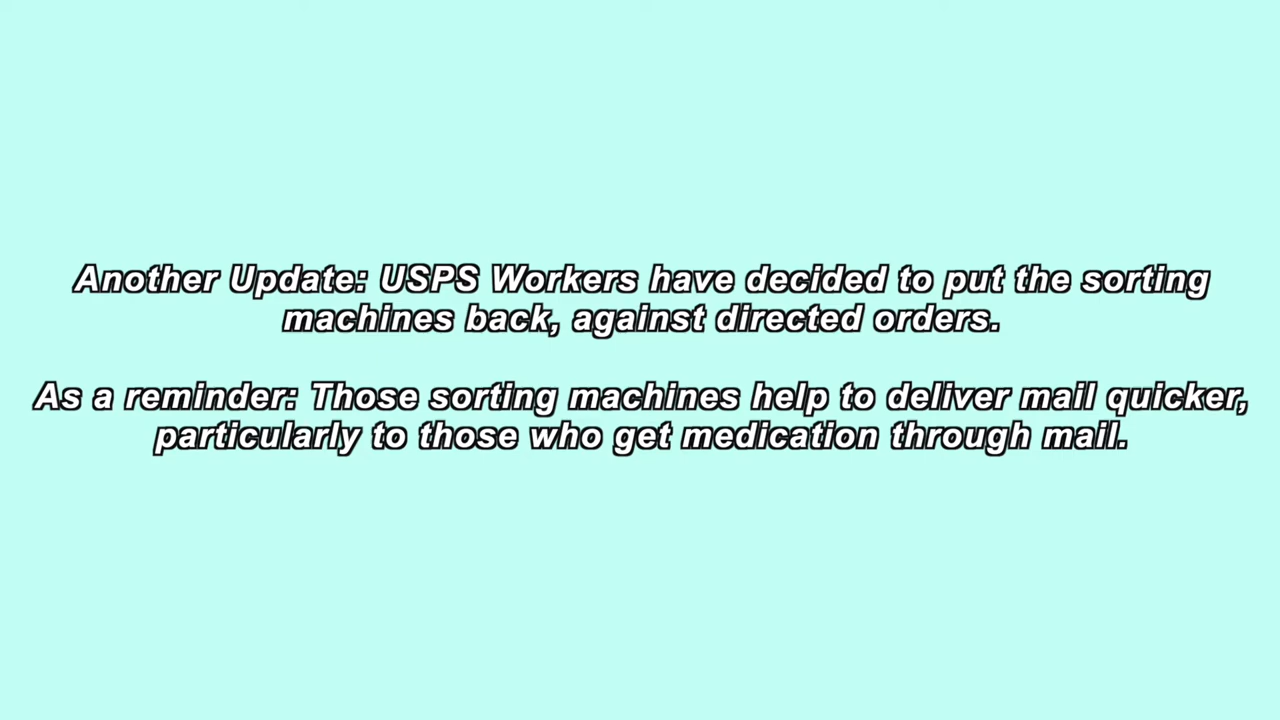 Another Update: USPS Workers have decided to put the sorting
machines back, against directed orders.
As a reminder: Those sorting machines help to deliver mail quicker,
particularly to those who get medication through mail.